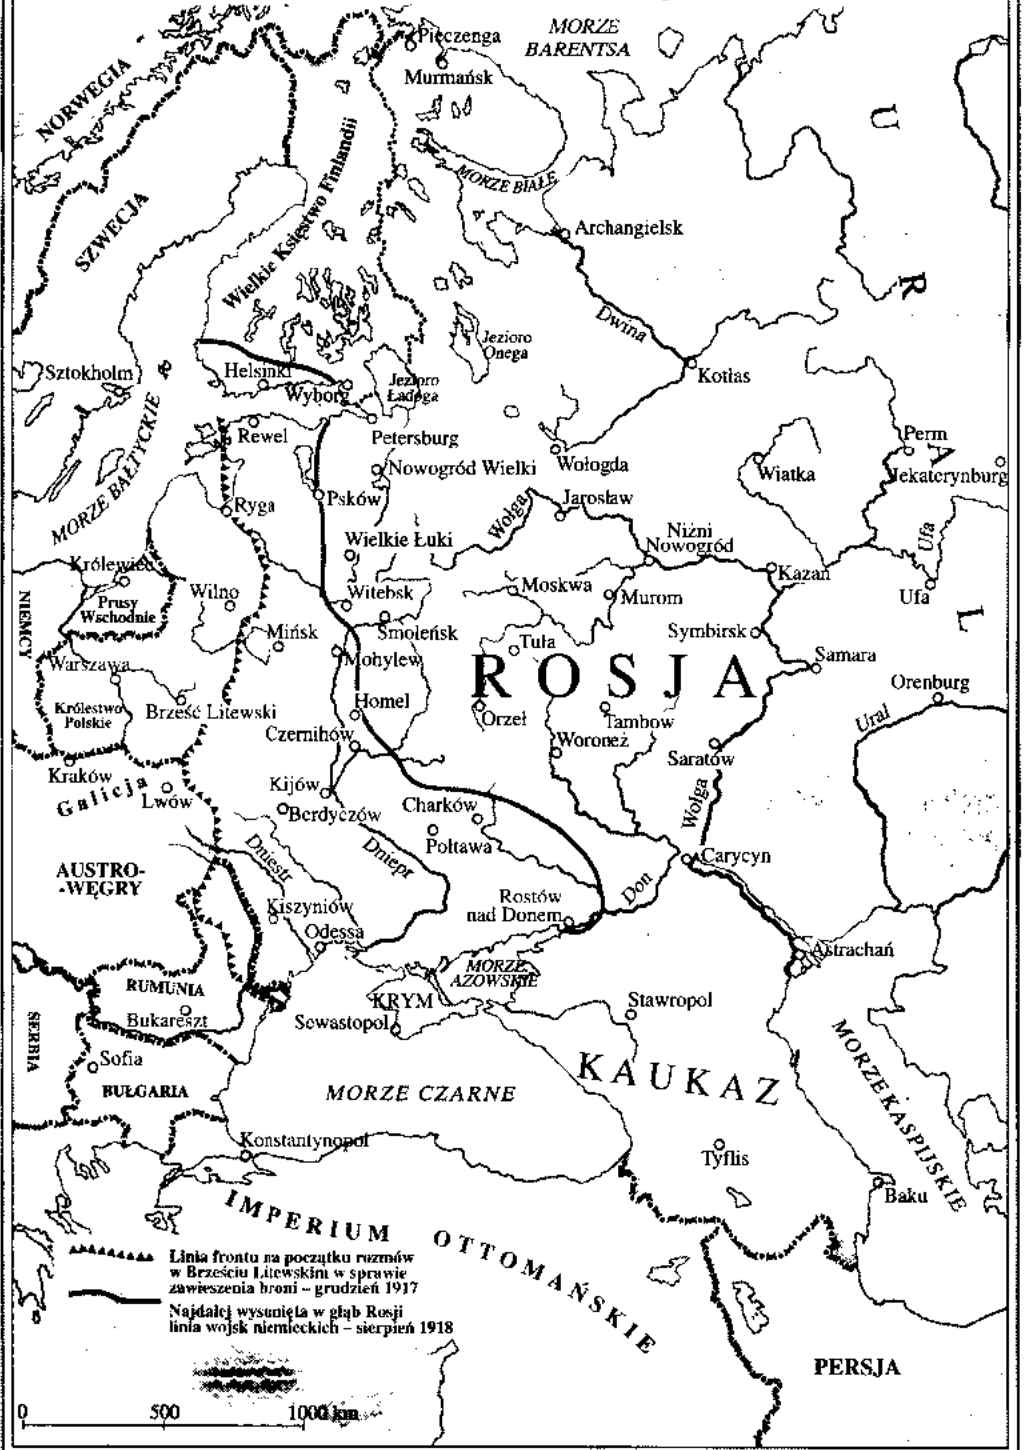 Pieczenga
MORZE
BARENTSA
Murmańsk
NORWEGIA
U
Wielkie Księstwo Finlandii
MORZE BIAŁE
SZWECJA
Archangielsk
R
Dwina
Jezioro
Onega
Sztokholm
Helsinki
Wyborg
Jezioro
Ładoga
Kotłas
MORZE BAŁTYCKIE
Rewel
Petersburg
Perm
A
Nowogród Wielki
Wołogda
Wiatka
Jekaterynburg
Psków
Ryga
Wołga
Jarosław
Wielkie Łuki
Niżni
Nowogród
Ufa
Królewiec
Kazań
NIEMCY
Prusy
Wschodnie
Wilno
Witebsk
Moskwa
Murom
Ufa
L
Mińsk
Smoleńsk
Tuła
Symbirsk
Warszawa
Mohylew
ROSJA
Samara
Orenburg
Królestwo
Polskie
Brześć Litewski
Homel
Orzeł
Tambow
Ural
Czernihów
Woroneż
Saratów
Kraków
Galicja
Lwów
Kijów
Berdyczów
Charków
Wołga
Połtawa
Dniestr
Dniepr
Carycyn
AUSTRO-
-WĘGRY
Don
Kiszyniów
Rostów
nad Donem
Odessa
Astrachań
MORZE
AZOWSKIE
RUMUNIA
KRYM
Stawropol
Bukareszt
Sewastopol
SERBIA
Sofia
KAUKAZ
MORZE KASPIJSKIE
BUŁGARIA
MORZE CZARNE
Konstantynopol
Tyflis
Baku
IMPERIUM OTTOMAŃSKIE
Linia frontu na początku rozmów
w Brześciu Litewskim w sprawie
zawieszenia broni – grudzień 1917
Najdalej wysunięta w głąb Rosji
linia wojsk niemieckich – sierpień 1918
PERSJA
0 500 1000 km